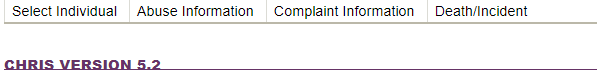 Select Individual Abuse Information Complaint Information Death/Incident
CHRIS VERSION 5.2